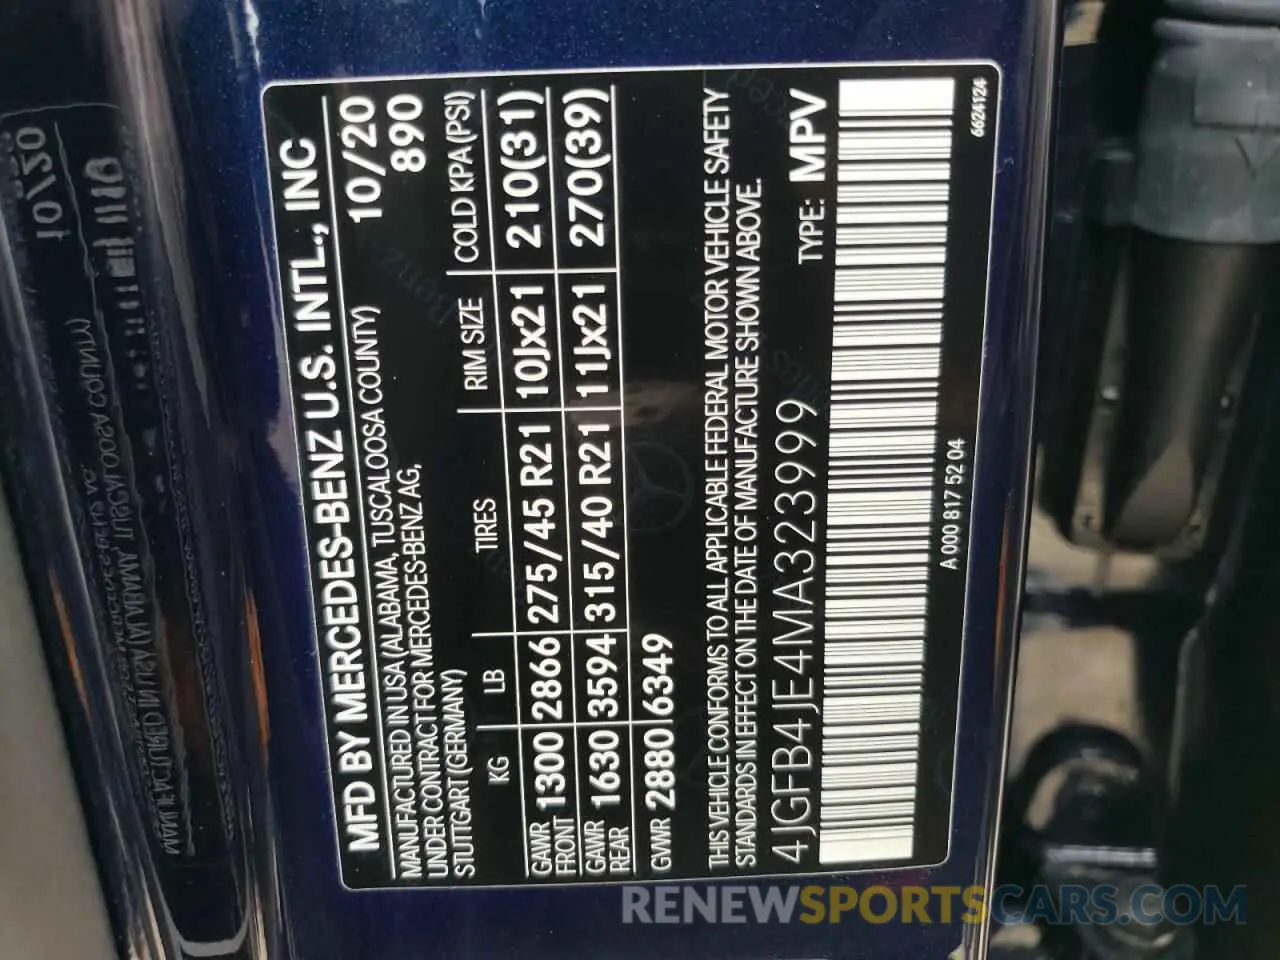 MFD BY MERCEDES-BENZ U.S. INTL., INC
MANUFACTURED IN USA (ALABAMA, TUSCALOOSA COUNTY) 10/20
UNDER CONTRACT FOR MERCEDES-BENZ AG, 890
STUTTGART (GERMANY)
KG LB TIRES RIM SIZE COLD KPA (PSI)
GAWR FRONT 1300 2866 275/45 R21 10Jx21 210(31)
GAWR REAR 1630 3594 315/40 R21 11Jx21 270(39)
GVWR 2880 6349
THIS VEHICLE CONFORMS TO ALL APPLICABLE FEDERAL MOTOR VEHICLE SAFETY
STANDARDS IN EFFECT ON THE DATE OF MANUFACTURE SHOWN ABOVE.
4JGFB4JE4MA323999 TYPE: MPV
A 000 817 52 04 6624124
RENEWSPORTSCARS.COM